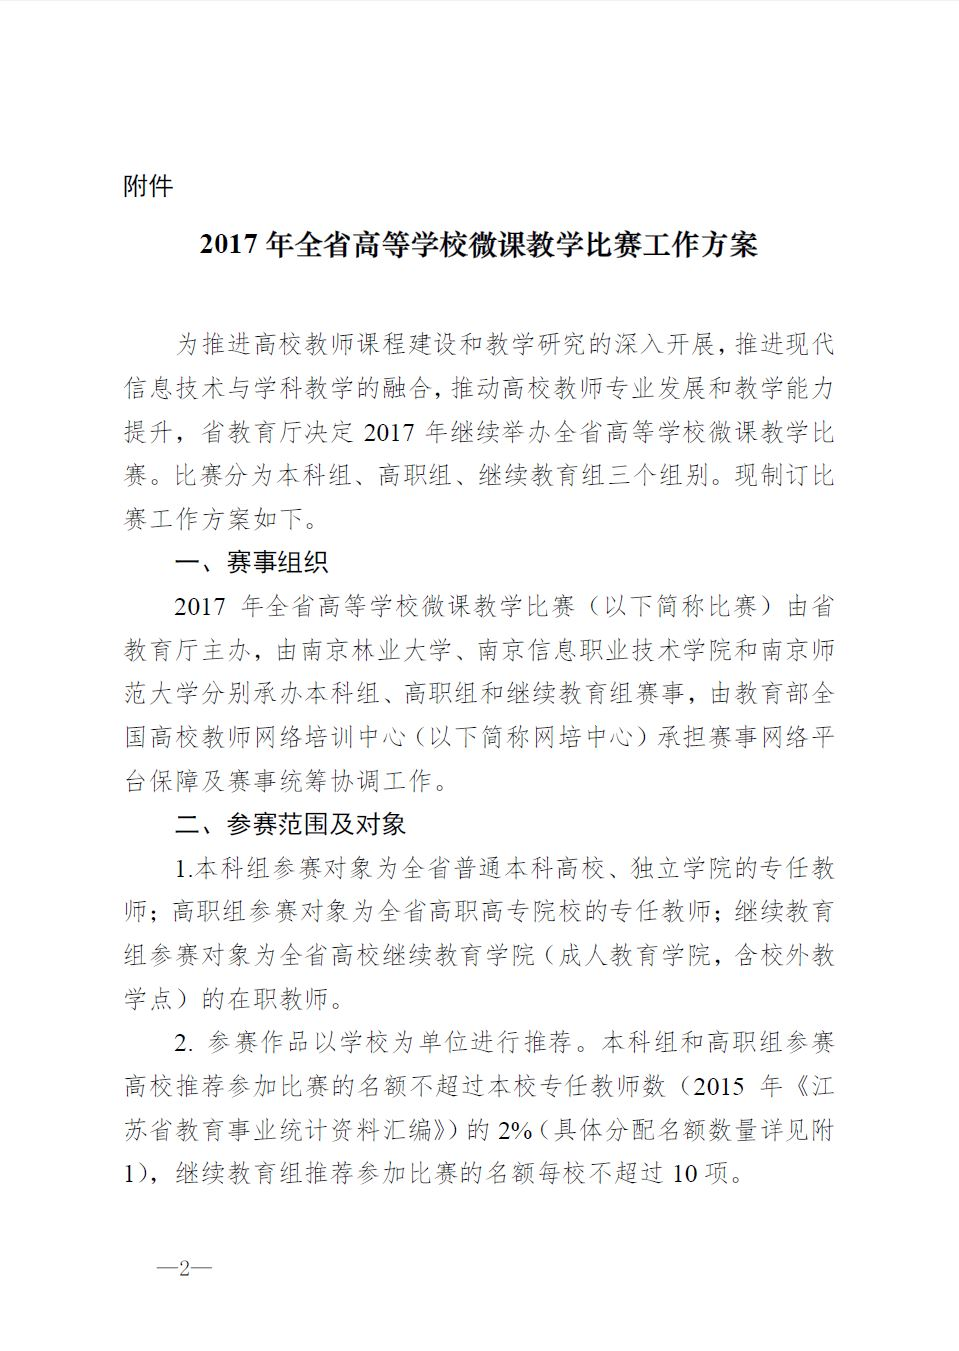 附件
2017 年全省高等学校微课教学比赛工作方案
为推进高校教师课程建设和教学研究的深入开展，推进现代
信息技术与学科教学的融合，推动高校教师专业发展和教学能力
提升，省教育厅决定 2017 年继续举办全省高等学校微课教学比
赛。比赛分为本科组、高职组、继续教育组三个组别。现制订比
赛工作方案如下。
一、赛事组织
2017 年全省高等学校微课教学比赛（以下简称比赛）由省
教育厅主办，由南京林业大学、南京信息职业技术学院和南京师
范大学分别承办本科组、高职组和继续教育组赛事，由教育部全
国高校教师网络培训中心（以下简称网培中心）承担赛事网络平
台保障及赛事统筹协调工作。
二、参赛范围及对象
1.本科组参赛对象为全省普通本科高校、独立学院的专任教
师；高职组参赛对象为全省高职高专院校的专任教师；继续教育
组参赛对象为全省高校继续教育学院（成人教育学院，含校外教
学点）的在职教师。
2. 参赛作品以学校为单位进行推荐。本科组和高职组参赛
高校推荐参加比赛的名额不超过本校专任教师数（2015 年《江
苏省教育事业统计资料汇编》）的 2%（具体分配名额数量详见附
1），继续教育组推荐参加比赛的名额每校不超过 10 项。
—2—